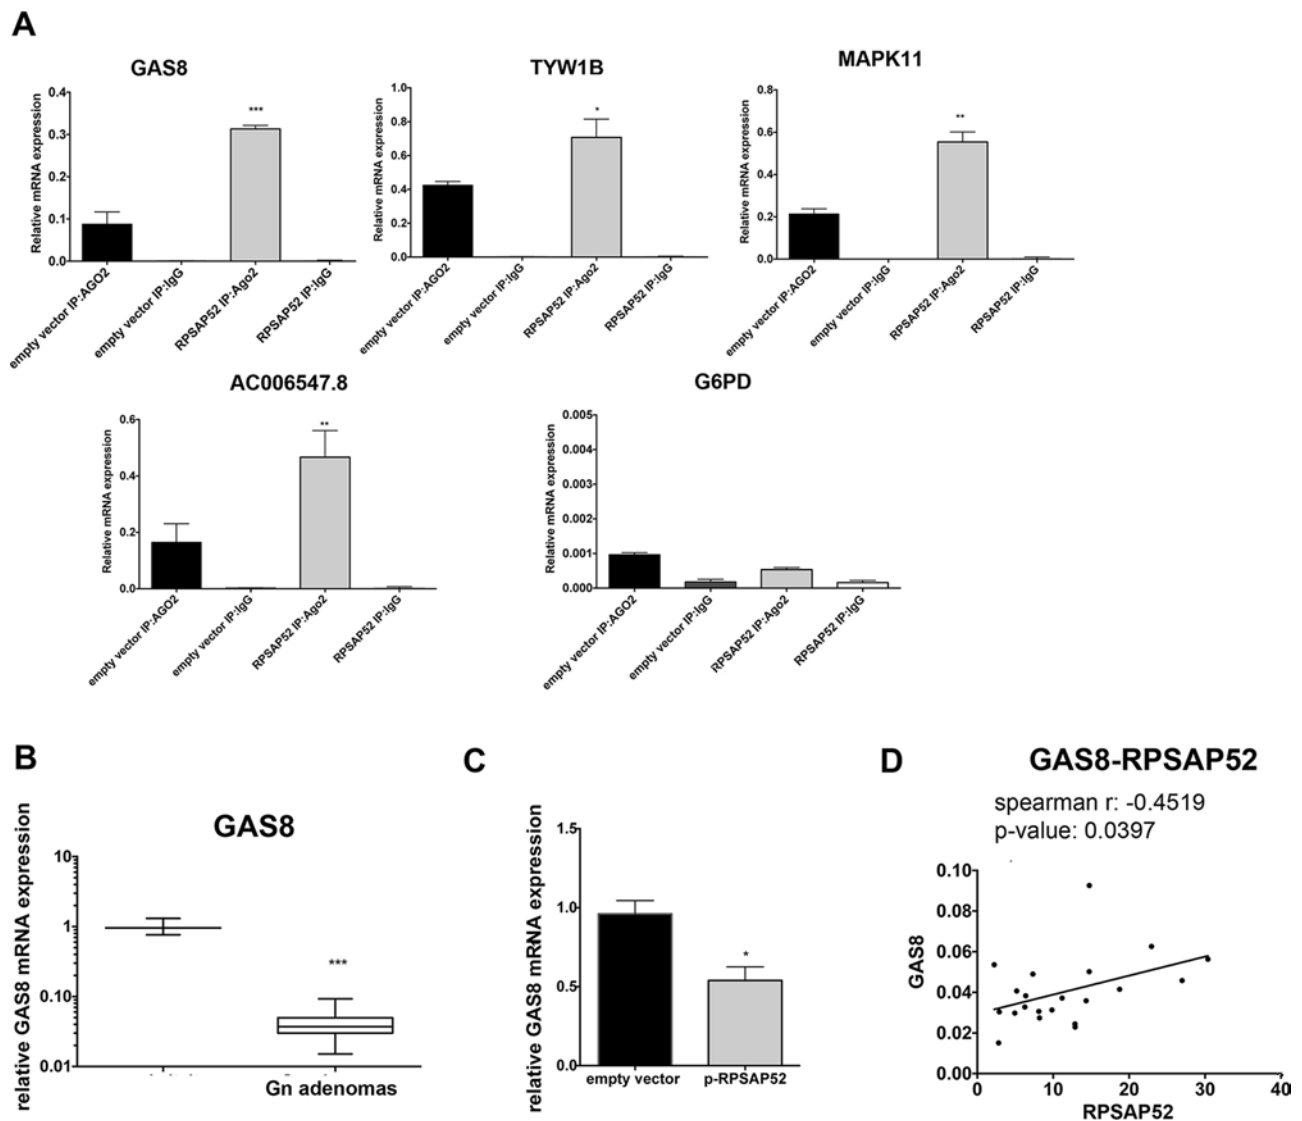 A
GAS8
Relative mRNA expression
0.4
0.3
0.2
0.1
0.0
***
empty vector IP:AGO2
empty vector IP:IgG
RPSAP52 IP:Ago2
RPSAP52 IP:IgG
TYW1B
Relative mRNA expression
1.0
0.8
0.6
0.4
0.2
0.0
*
empty vector IP:AGO2
empty vector IP:IgG
RPSAP52 IP:Ago2
RPSAP52 IP:IgG
MAPK11
Relative mRNA expression
0.8
0.6
0.4
0.2
0.0
**
empty vector IP:AGO2
empty vector IP:IgG
RPSAP52 IP:Ago2
RPSAP52 IP:IgG
AC006547.8
Relative mRNA expression
0.6
0.4
0.2
0.0
**
empty vector IP:AGO2
empty vector IP:IgG
RPSAP52 IP:Ago2
RPSAP52 IP:IgG
G6PD
Relative mRNA expression
0.005
0.004
0.003
0.002
0.001
0.000
empty vector IP:AGO2
empty vector IP:IgG
RPSAP52 IP:Ago2
RPSAP52 IP:IgG
B
GAS8
relative GAS8 mRNA expression
10
1
0.10
0.01
***
Gn adenomas
C
relative GAS8 mRNA expression
1.5
1.0
0.5
0.0
*
empty vector
p-RPSAP52
D
GAS8-RPSAP52
spearman r: -0.4519
p-value: 0.0397
GAS8
0.10
0.08
0.06
0.04
0.02
0.00
0
10
20
30
40
RPSAP52